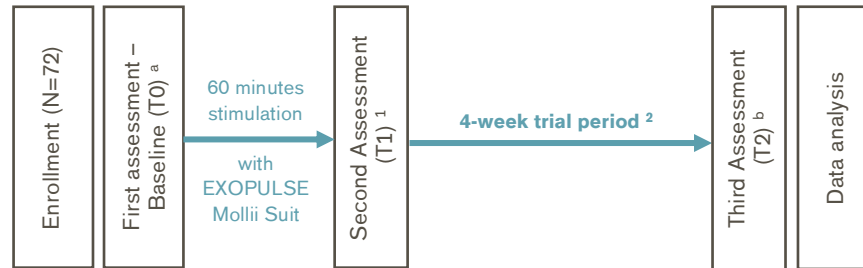 Enrollment (N=72)
First assessment –
Baseline (T0) a
60 minutes
stimulation
with
EXOPULSE
Mollii Suit
Second Assessment
(T1) 1
4-week trial period 2
Third Assessment
(T2) b
Data analysis